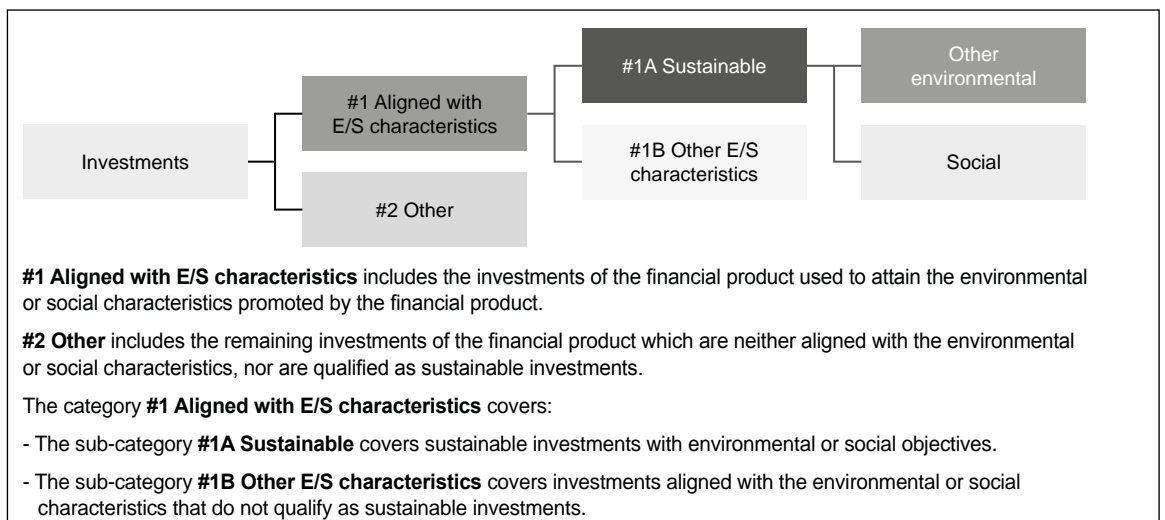 Investments
#1 Aligned with
E/S characteristics
#2 Other
#1A Sustainable
#1B Other E/S
characteristics
Other
environmental
Social
#1 Aligned with E/S characteristics includes the investments of the financial product used to attain the environmental
or social characteristics promoted by the financial product.
#2 Other includes the remaining investments of the financial product which are neither aligned with the environmental
or social characteristics, nor are qualified as sustainable investments.
The category #1 Aligned with E/S characteristics covers:
- The sub-category #1A Sustainable covers sustainable investments with environmental or social objectives.
- The sub-category #1B Other E/S characteristics covers investments aligned with the environmental or social
characteristics that do not qualify as sustainable investments.